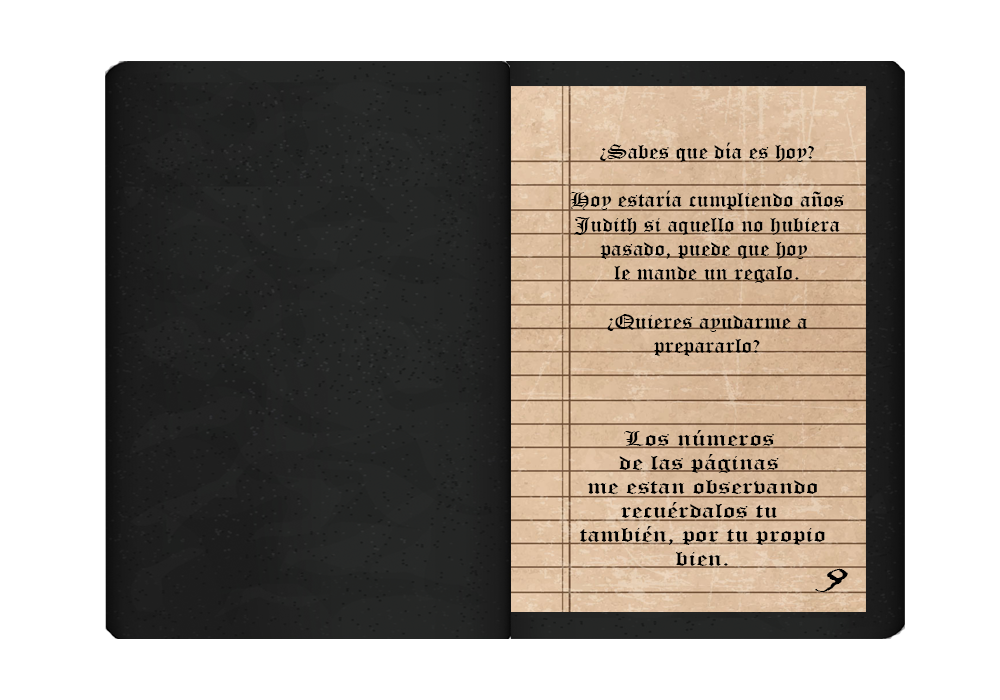 ¿Sabes que día es hoy?
Hoy estaría cumpliendo años
Judith si aquello no hubiera
pasado, puede que hoy
le mande un regalo.
¿Quieres ayudarme a
prepararlo?
Los números
de las páginas
me estan observando
recuérdalos tu
también, por tu propio
bien.
9